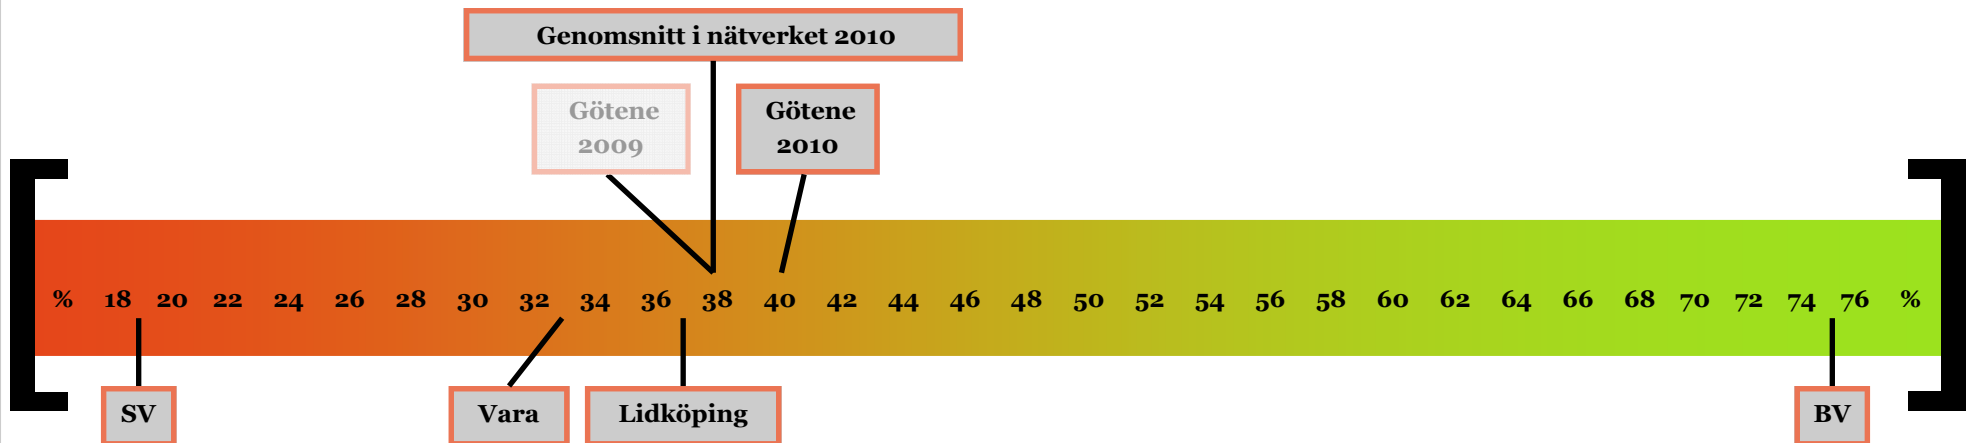 Genomsnitt i nätverket 2010
Götene
2009
Götene
2010
% 18 20 22 24 26 28 30 32 34 36 38 40 42 44 46 48 50 52 54 56 58 60 62 64 66 68 70 72 74 76 %
SV
Vara
Lidköping
BV